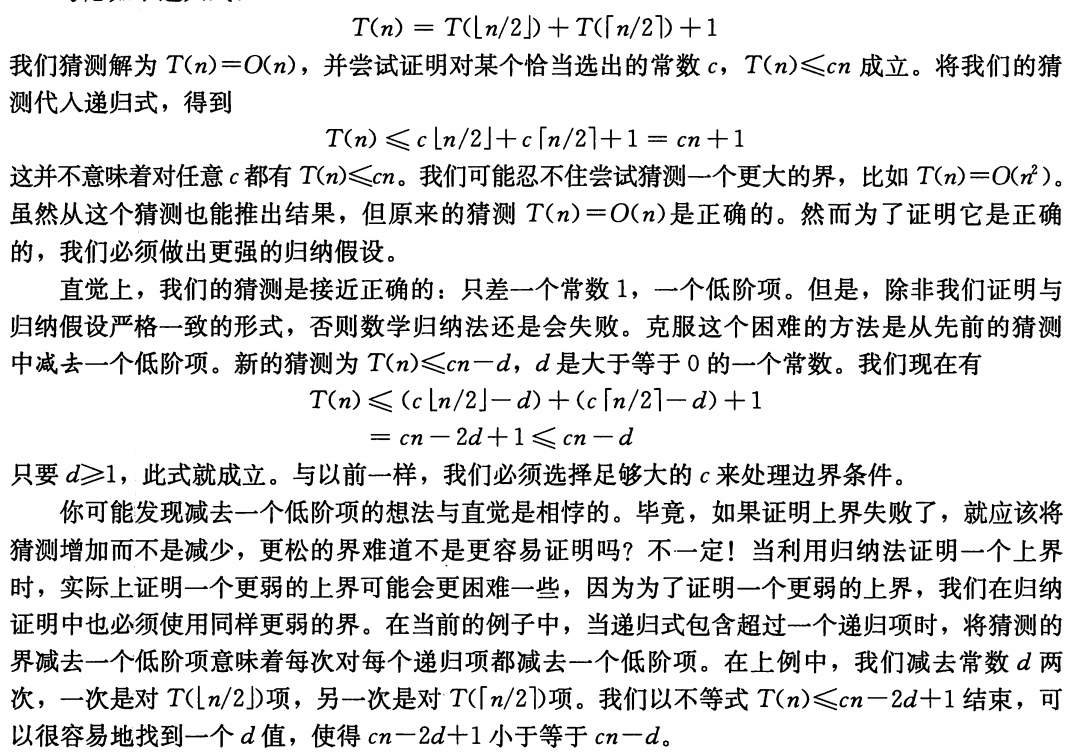 T(n) = T(⌊n/2⌋) + T(⌈n/2⌉) + 1
我们猜测解为 T(n)=O(n)，并尝试证明对某个恰当选出的常数 c，T(n)≤cn 成立。将我们的猜
测代入递归式，得到
T(n) ≤ c⌊n/2⌋ + c⌈n/2⌉ + 1 = cn + 1
这并不意味着对任意 c 都有 T(n)≤cn。我们可能忍不住尝试猜测一个更大的界，比如 T(n)=O(n²)。
虽然从这个猜测也能推出结果，但原来的猜测 T(n)=O(n)是正确的。然而为了证明它是正确
的，我们必须做出更强的归纳假设。
直觉上，我们的猜测是接近正确的：只差一个常数 1，一个低阶项。但是，除非我们证明与
归纳假设严格一致的形式，否则数学归纳法还是会失败。克服这个困难的方法是从先前的猜测
中减去一个低阶项。新的猜测为 T(n)≤cn－d，d 是大于等于 0 的一个常数。我们现在有
T(n) ≤ (c⌊n/2⌋－d) + (c⌈n/2⌉－d) + 1
= cn－2d + 1 ≤ cn－d
只要 d≥1，此式就成立。与以前一样，我们必须选择足够大的 c 来处理边界条件。
你可能发现减去一个低阶项的想法与直觉是相悖的。毕竟，如果证明上界失败了，就应该将
猜测增加而不是减少，更松的界难道不是更容易证明吗？不一定！当利用归纳法证明一个上界
时，实际上证明一个更弱的上界可能会更困难一些，因为为了证明一个更弱的上界，我们在归纳
证明中也必须使用同样更弱的界。在当前的例子中，当递归式包含超过一个递归项时，将猜测的
界减去一个低阶项意味着每次对每个递归项都减去一个低阶项。在上例中，我们减去常数 d 两
次，一次是对 T(⌊n/2⌋)项，另一次是对 T(⌈n/2⌉)项。我们以不等式 T(n)≤cn－2d＋1 结束，可
以很容易地找到一个 d 值，使得 cn－2d＋1 小于等于 cn－d。